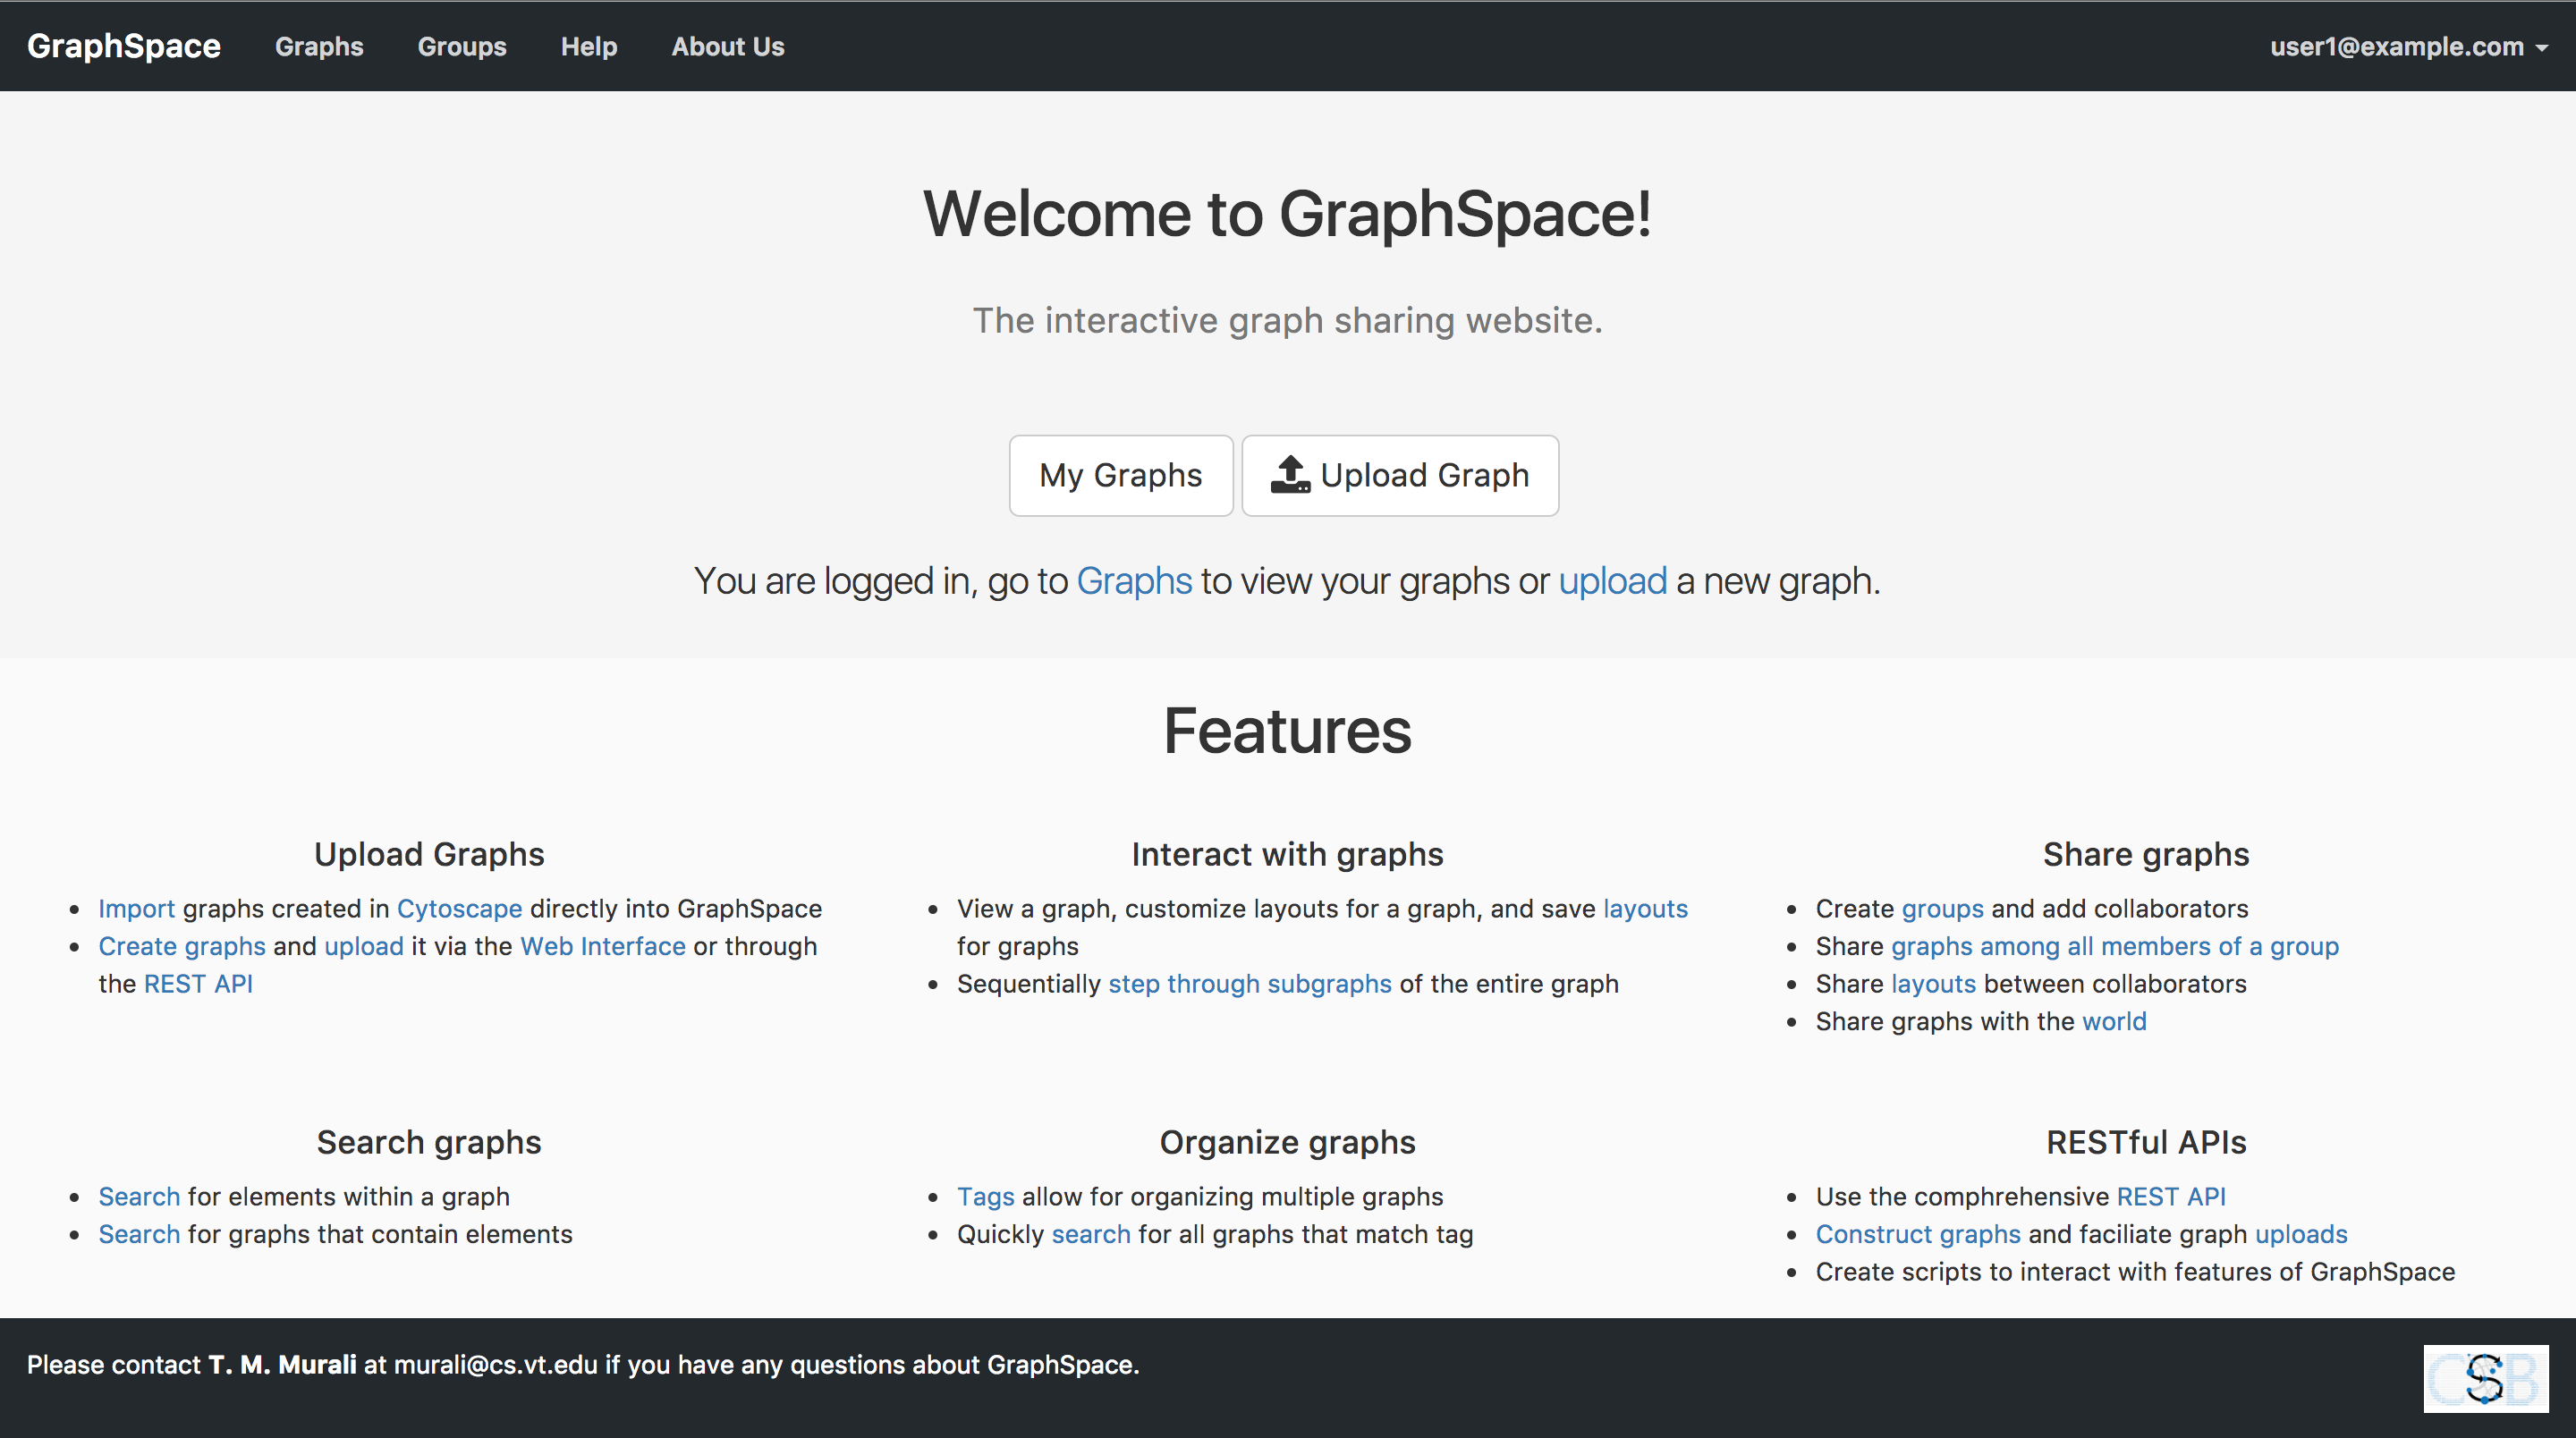 GraphSpace Graphs Groups Help About Us user1@example.com
Welcome to GraphSpace!
The interactive graph sharing website.
My Graphs Upload Graph
You are logged in, go to Graphs to view your graphs or upload a new graph.
Features
Upload Graphs
Import graphs created in Cytoscape directly into GraphSpace
Create graphs and upload it via the Web Interface or through
the REST API
Interact with graphs
View a graph, customize layouts for a graph, and save layouts
for graphs
Sequentially step through subgraphs of the entire graph
Share graphs
Create groups and add collaborators
Share graphs among all members of a group
Share layouts between collaborators
Share graphs with the world
Search graphs
Search for elements within a graph
Search for graphs that contain elements
Organize graphs
Tags allow for organizing multiple graphs
Quickly search for all graphs that match tag
RESTful APIs
Use the comphrehensive REST API
Construct graphs and faciliate graph uploads
Create scripts to interact with features of GraphSpace
Please contact T. M. Murali at murali@cs.vt.edu if you have any questions about GraphSpace.
CSB